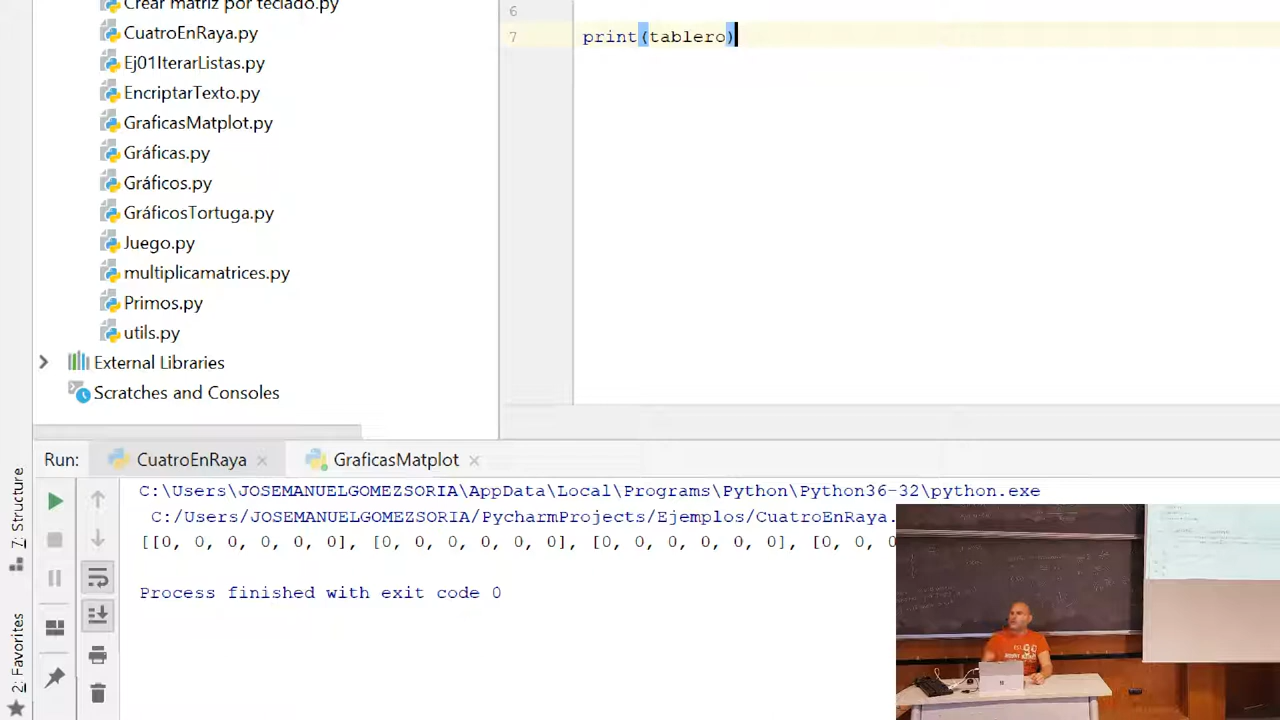 Crear matriz por teclado.py
CuatroEnRaya.py
Ej01IterarListas.py
EncriptarTexto.py
GraficasMatplot.py
Gráficas.py
Gráficos.py
GráficosTortuga.py
Juego.py
multiplicamatrices.py
Primos.py
utils.py
External Libraries
Scratches and Consoles
6
7 print(tablero)
Run: CuatroEnRaya GraficasMatplot
C:\Users\JOSEMANUELGOMEZSORIA\AppData\Local\Programs\Python\Python36-32\python.exe
C:/Users/JOSEMANUELGOMEZSORIA/PycharmProjects/Ejemplos/CuatroEnRaya.
[[0, 0, 0, 0, 0, 0], [0, 0, 0, 0, 0, 0], [0, 0, 0, 0, 0, 0], [0, 0, 0
Process finished with exit code 0
7: Structure
2: Favorites